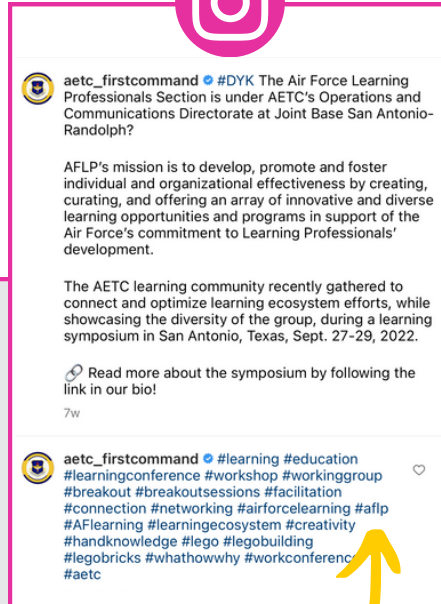 aetc_firstcommand #DYK The Air Force Learning
Professionals Section is under AETC's Operations and
Communications Directorate at Joint Base San Antonio-
Randolph?
AFLP's mission is to develop, promote and foster
individual and organizational effectiveness by creating,
curating, and offering an array of innovative and diverse
learning opportunities and programs in support of the
Air Force's commitment to Learning Professionals'
development.
The AETC learning community recently gathered to
connect and optimize learning ecosystem efforts, while
showcasing the diversity of the group, during a learning
symposium in San Antonio, Texas, Sept. 27-29, 2022.
🔗 Read more about the symposium by following the
link in our bio!
7w
aetc_firstcommand #learning #education
#learningconference #workshop #workinggroup
#breakout #breakoutsessions #facilitation
#connection #networking #airforcelearning #aflp
#AFlearning #learningecosystem #creativity
#handknowledge #lego #legobuilding
#legobricks #whathowwhy #workconferenc
#aetc